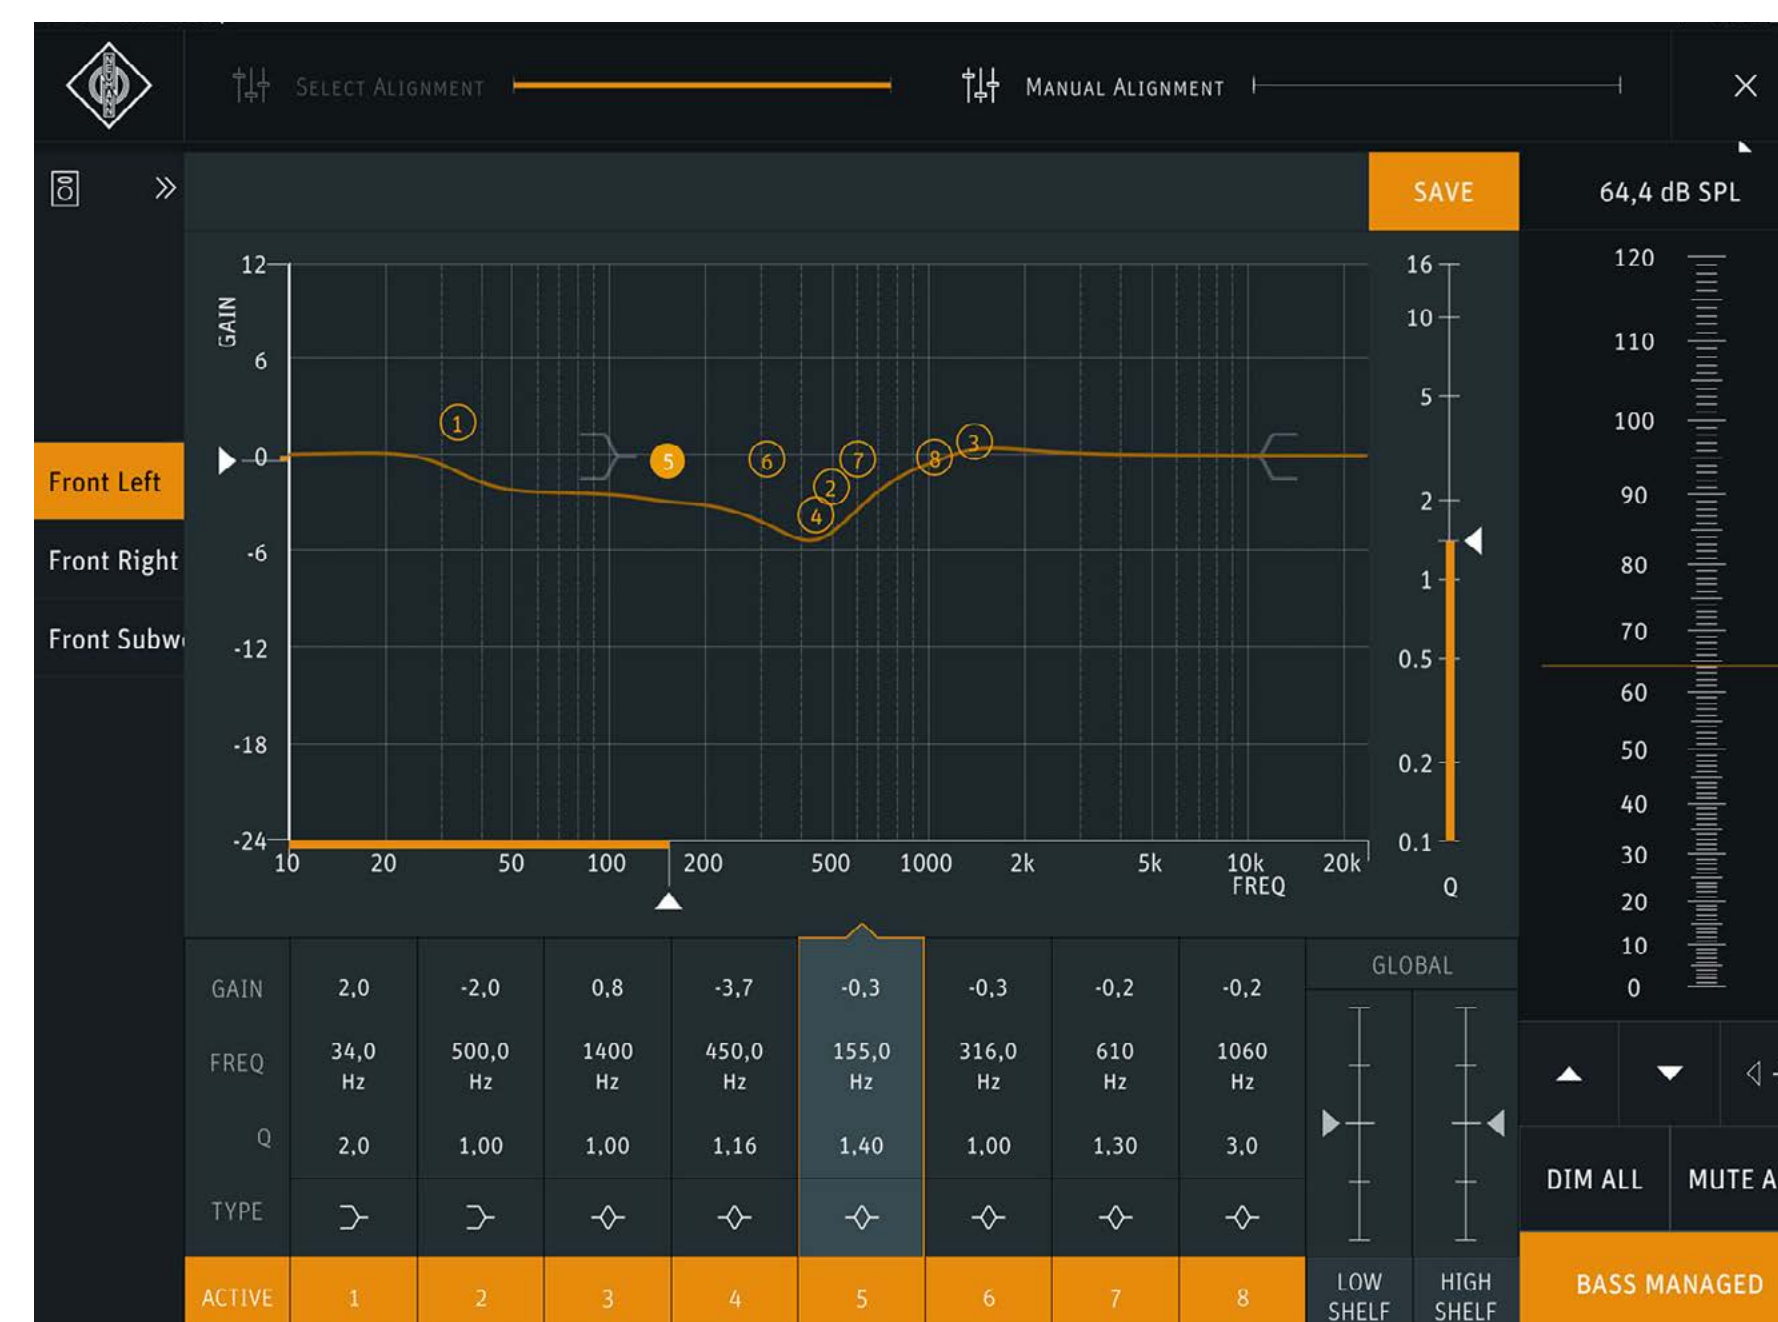 NEUMANN
SELECT ALIGNMENT
MANUAL ALIGNMENT
SAVE
64,4 dB SPL
Front Left
Front Right
Front Subw
GAIN
12
6
0
-6
-12
-18
-24
1 5 6 7 2 4 8 3
10 20 50 100 200 500 1000 2k 5k 10k 20k
FREQ
16
10
5
2
1
0.5
0.2
0.1
Q
120
110
100
90
80
70
60
50
40
30
20
10
0
GAIN 2,0 -2,0 0,8 -3,7 -0,3 -0,3 -0,2 -0,2
FREQ 34,0 Hz 500,0 Hz 1400 Hz 450,0 Hz 155,0 Hz 316,0 Hz 610 Hz 1060 Hz
Q 2,0 1,00 1,00 1,16 1,40 1,00 1,30 3,0
TYPE
ACTIVE 1 2 3 4 5 6 7 8
GLOBAL
LOW
SHELF
HIGH
SHELF
DIM ALL
MUTE A
BASS MANAGED